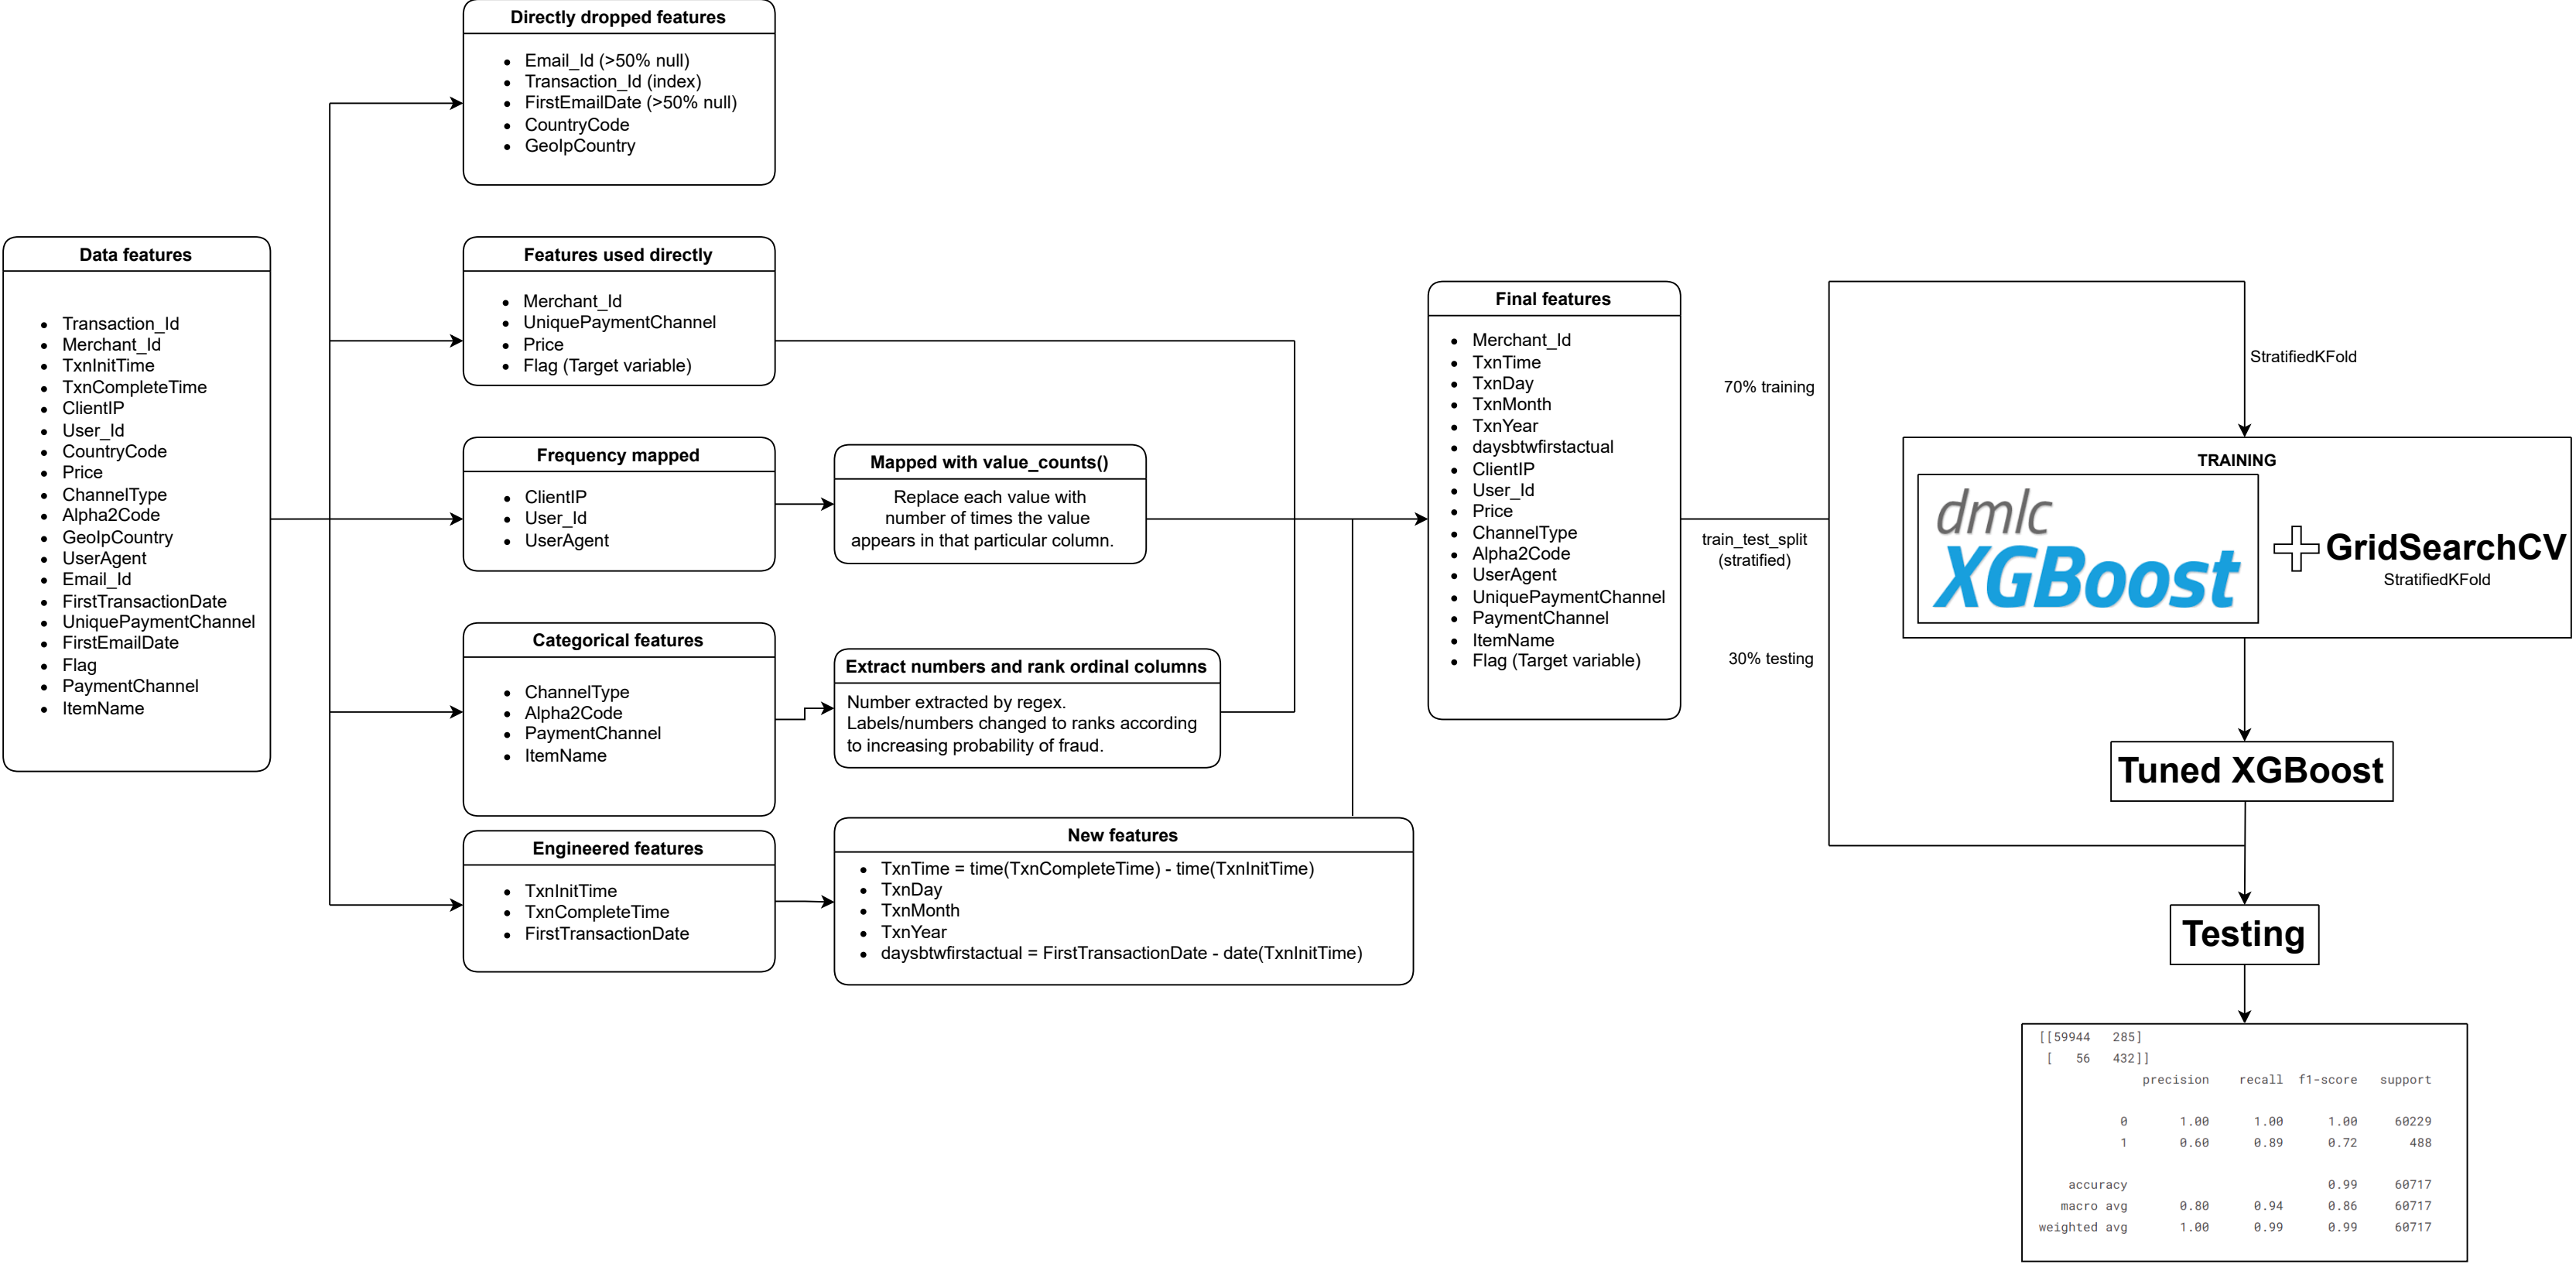 Directly dropped features
Email_Id (>50% null)
Transaction_Id (index)
FirstEmailDate (>50% null)
CountryCode
GeoIpCountry
Data features
Transaction_Id
Merchant_Id
TxnInitTime
TxnCompleteTime
ClientIP
User_Id
CountryCode
Price
ChannelType
Alpha2Code
GeoIpCountry
UserAgent
Email_Id
FirstTransactionDate
UniquePaymentChannel
FirstEmailDate
Flag
PaymentChannel
ItemName
Features used directly
Merchant_Id
UniquePaymentChannel
Price
Flag (Target variable)
Frequency mapped
ClientIP
User_Id
UserAgent
Mapped with value_counts()
Replace each value with
number of times the value
appears in that particular column.
Categorical features
ChannelType
Alpha2Code
PaymentChannel
ItemName
Extract numbers and rank ordinal columns
Number extracted by regex.
Labels/numbers changed to ranks according
to increasing probability of fraud.
Engineered features
TxnInitTime
TxnCompleteTime
FirstTransactionDate
New features
TxnTime = time(TxnCompleteTime) - time(TxnInitTime)
TxnDay
TxnMonth
TxnYear
daysbtwfirstactual = FirstTransactionDate - date(TxnInitTime)
Final features
Merchant_Id
TxnTime
TxnDay
TxnMonth
TxnYear
daysbtwfirstactual
ClientIP
User_Id
Price
ChannelType
Alpha2Code
UserAgent
UniquePaymentChannel
PaymentChannel
ItemName
Flag (Target variable)
70% training
train_test_split
(stratified)
30% testing
StratifiedKFold
TRAINING
dmlc
XGBoost
GridSearchCV
StratifiedKFold
Tuned XGBoost
Testing
[[59944 285]
[ 56 432]]
precision recall f1-score support
0 1.00 1.00 1.00 60229
1 0.60 0.89 0.72 488
accuracy 0.99 60717
macro avg 0.80 0.94 0.86 60717
weighted avg 1.00 0.99 0.99 60717